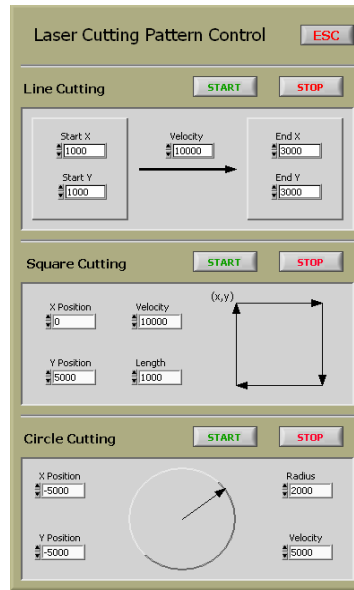 Laser Cutting Pattern Control ESC
Line Cutting START STOP
Start X Velocity End X
1000 10000 3000
Start Y End Y
1000 3000
Square Cutting START STOP
(x,y)
X Position Velocity
0 10000
Y Position Length
5000 1000
Circle Cutting START STOP
X Position Radius
-5000 2000
Y Position Velocity
-5000 5000